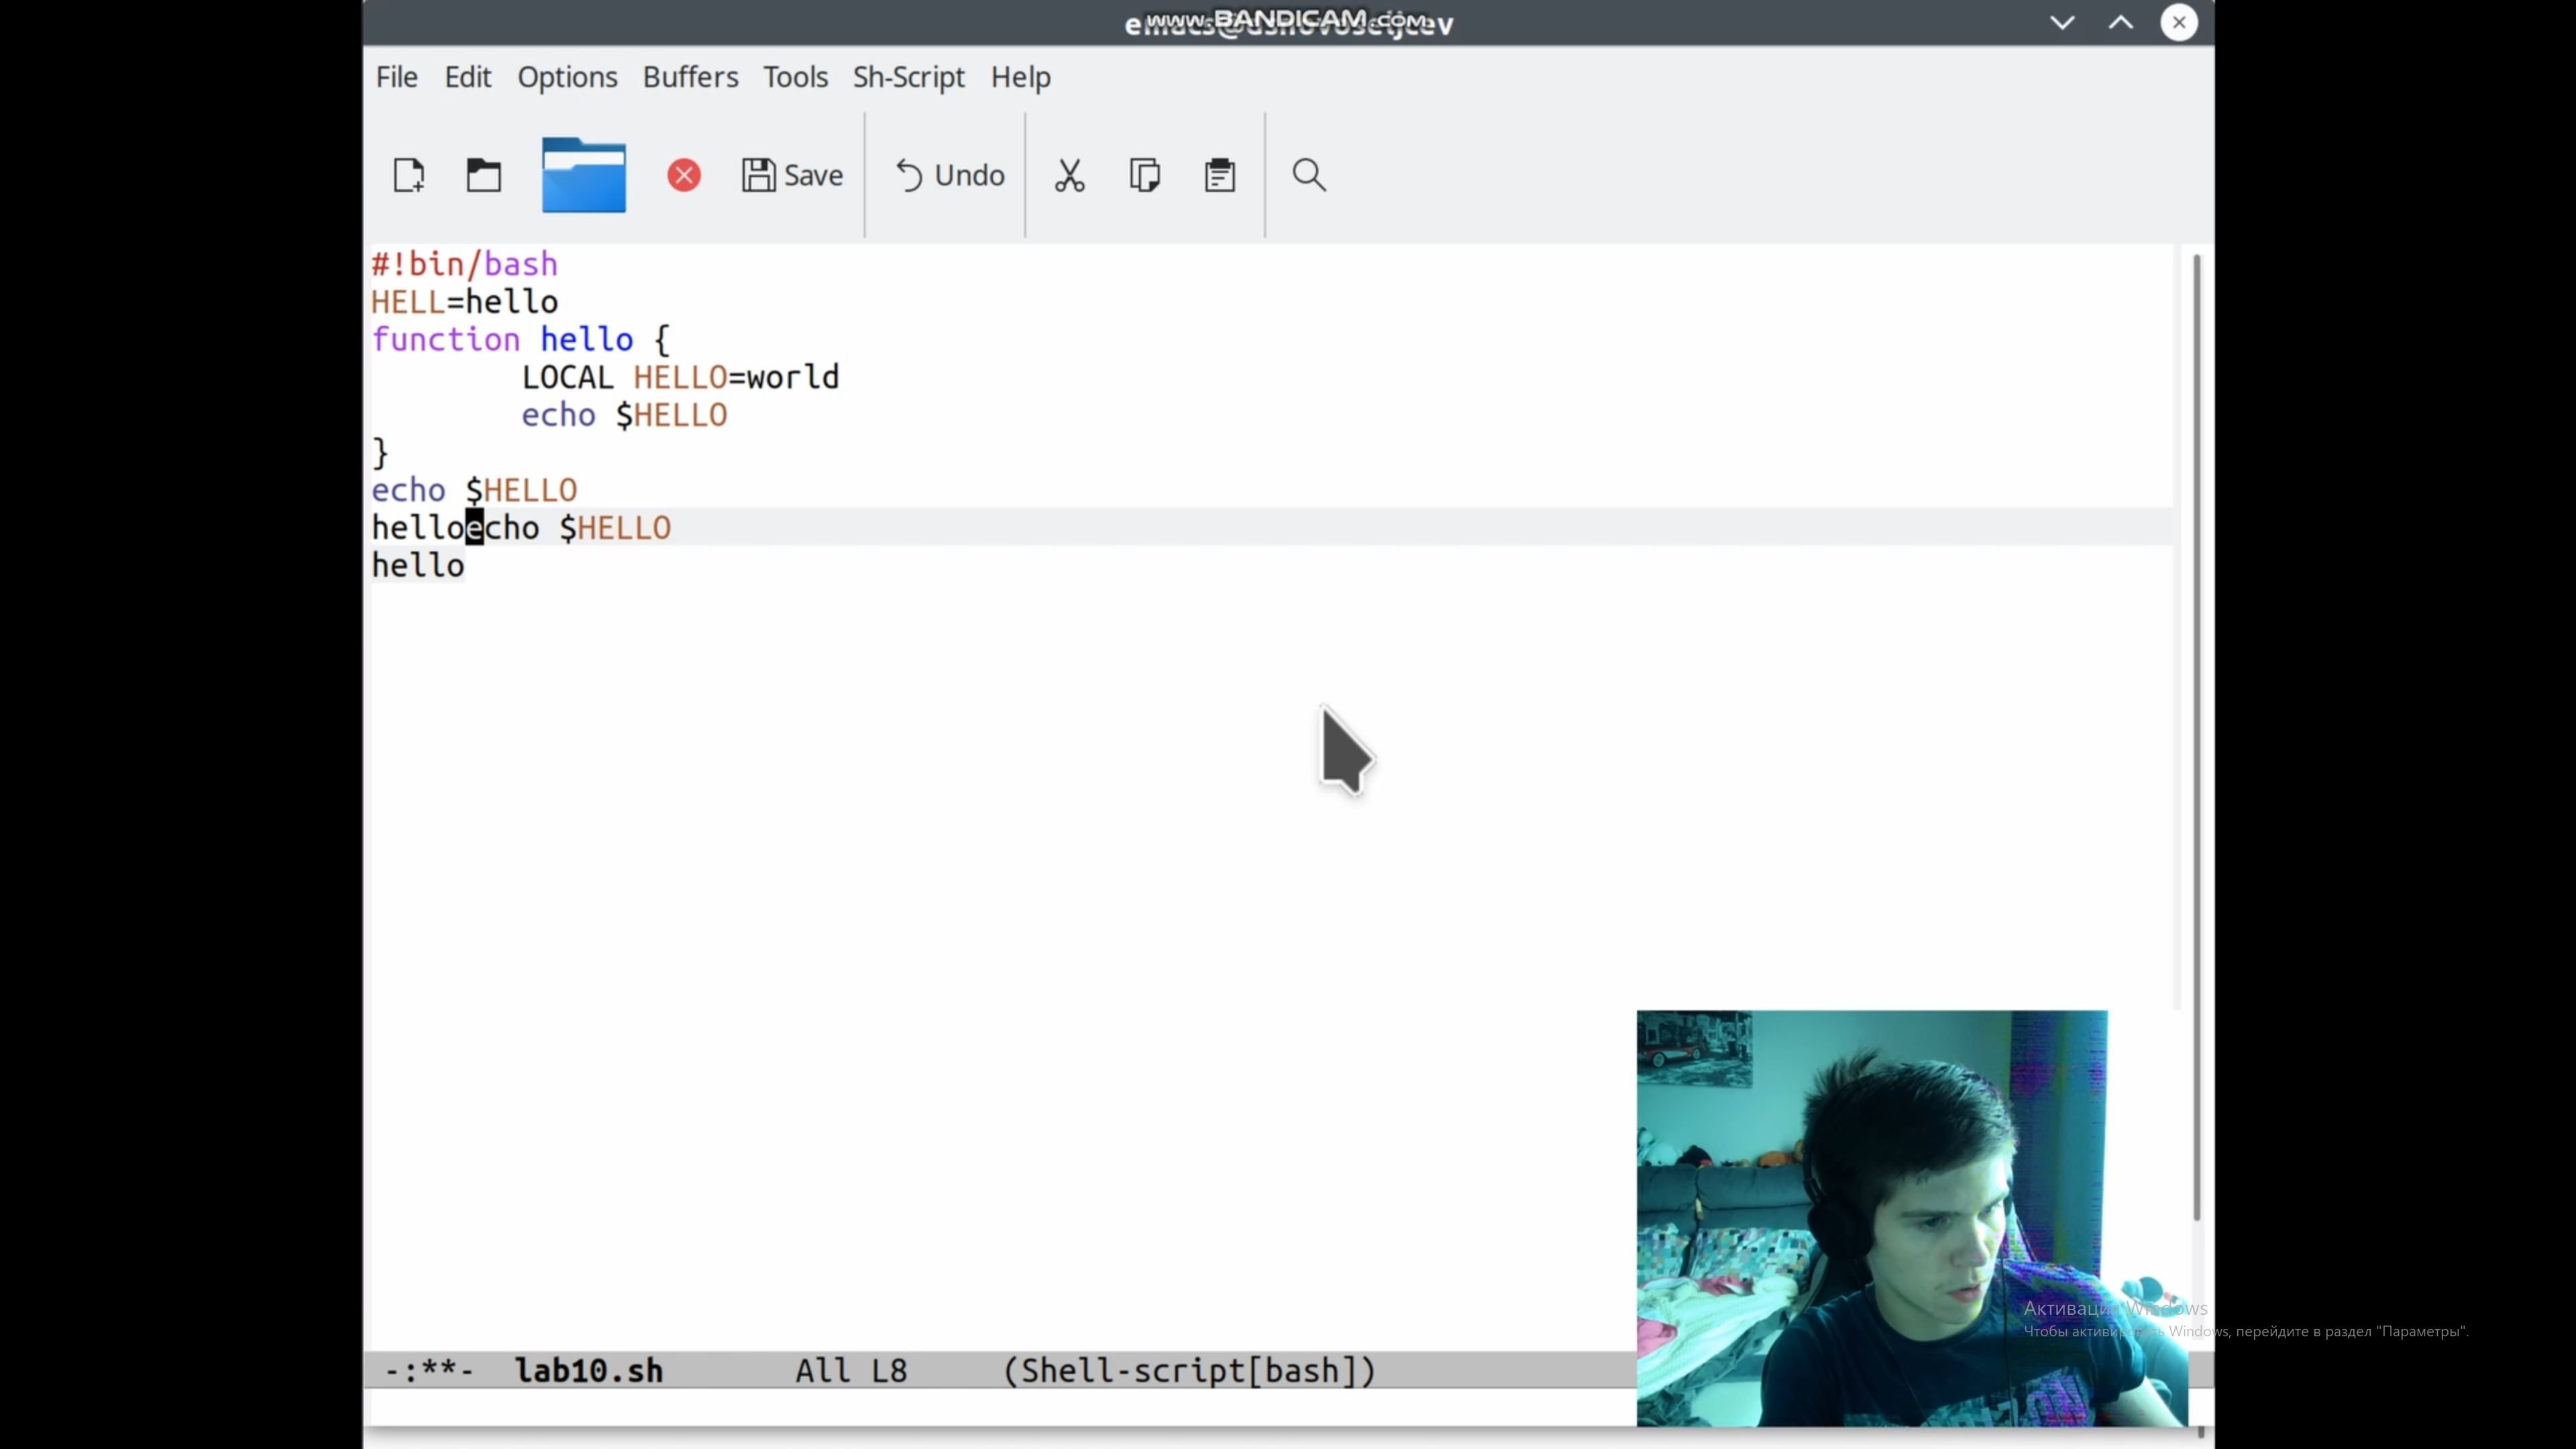 www.BANDICAM.com
File Edit Options Buffers Tools Sh-Script Help
Save Undo
#!bin/bash
HELL=hello
function hello {
        LOCAL HELLO=world
        echo $HELLO
}
echo $HELLO
helloecho $HELLO
hello
-:**- lab10.sh All L8 (Shell-script[bash])
Активация Windows
Чтобы активировать Windows, перейдите в раздел "Параметры".